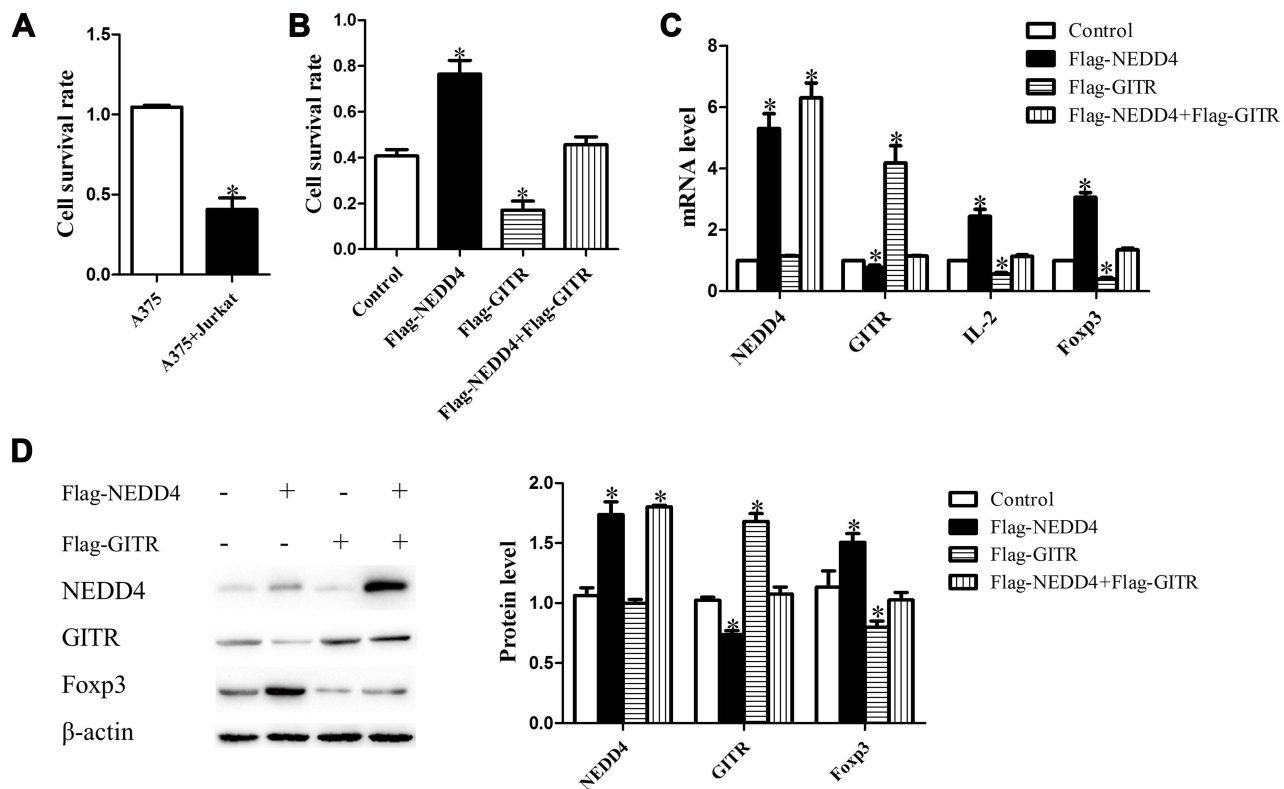 A
Cell survival rate
1.5
1.0
0.5
0.0
A375
A375+Jurkat
*
B
Cell survival rate
0.8
0.6
0.4
0.2
0.0
*
*
Control
Flag-NEDD4
Flag-GITR
Flag-NEDD4+Flag-GITR
C
mRNA level
8
6
4
2
0
*
*
*
*
*
*
*
*
NEDD4
GITR
IL-2
Foxp3
Control
Flag-NEDD4
Flag-GITR
Flag-NEDD4+Flag-GITR
D
Flag-NEDD4 - + - +
Flag-GITR - - + +
NEDD4
GITR
Foxp3
β-actin
Protein level
2.0
1.5
1.0
0.5
0.0
*
*
*
*
*
*
NEDD4
GITR
Foxp3
Control
Flag-NEDD4
Flag-GITR
Flag-NEDD4+Flag-GITR